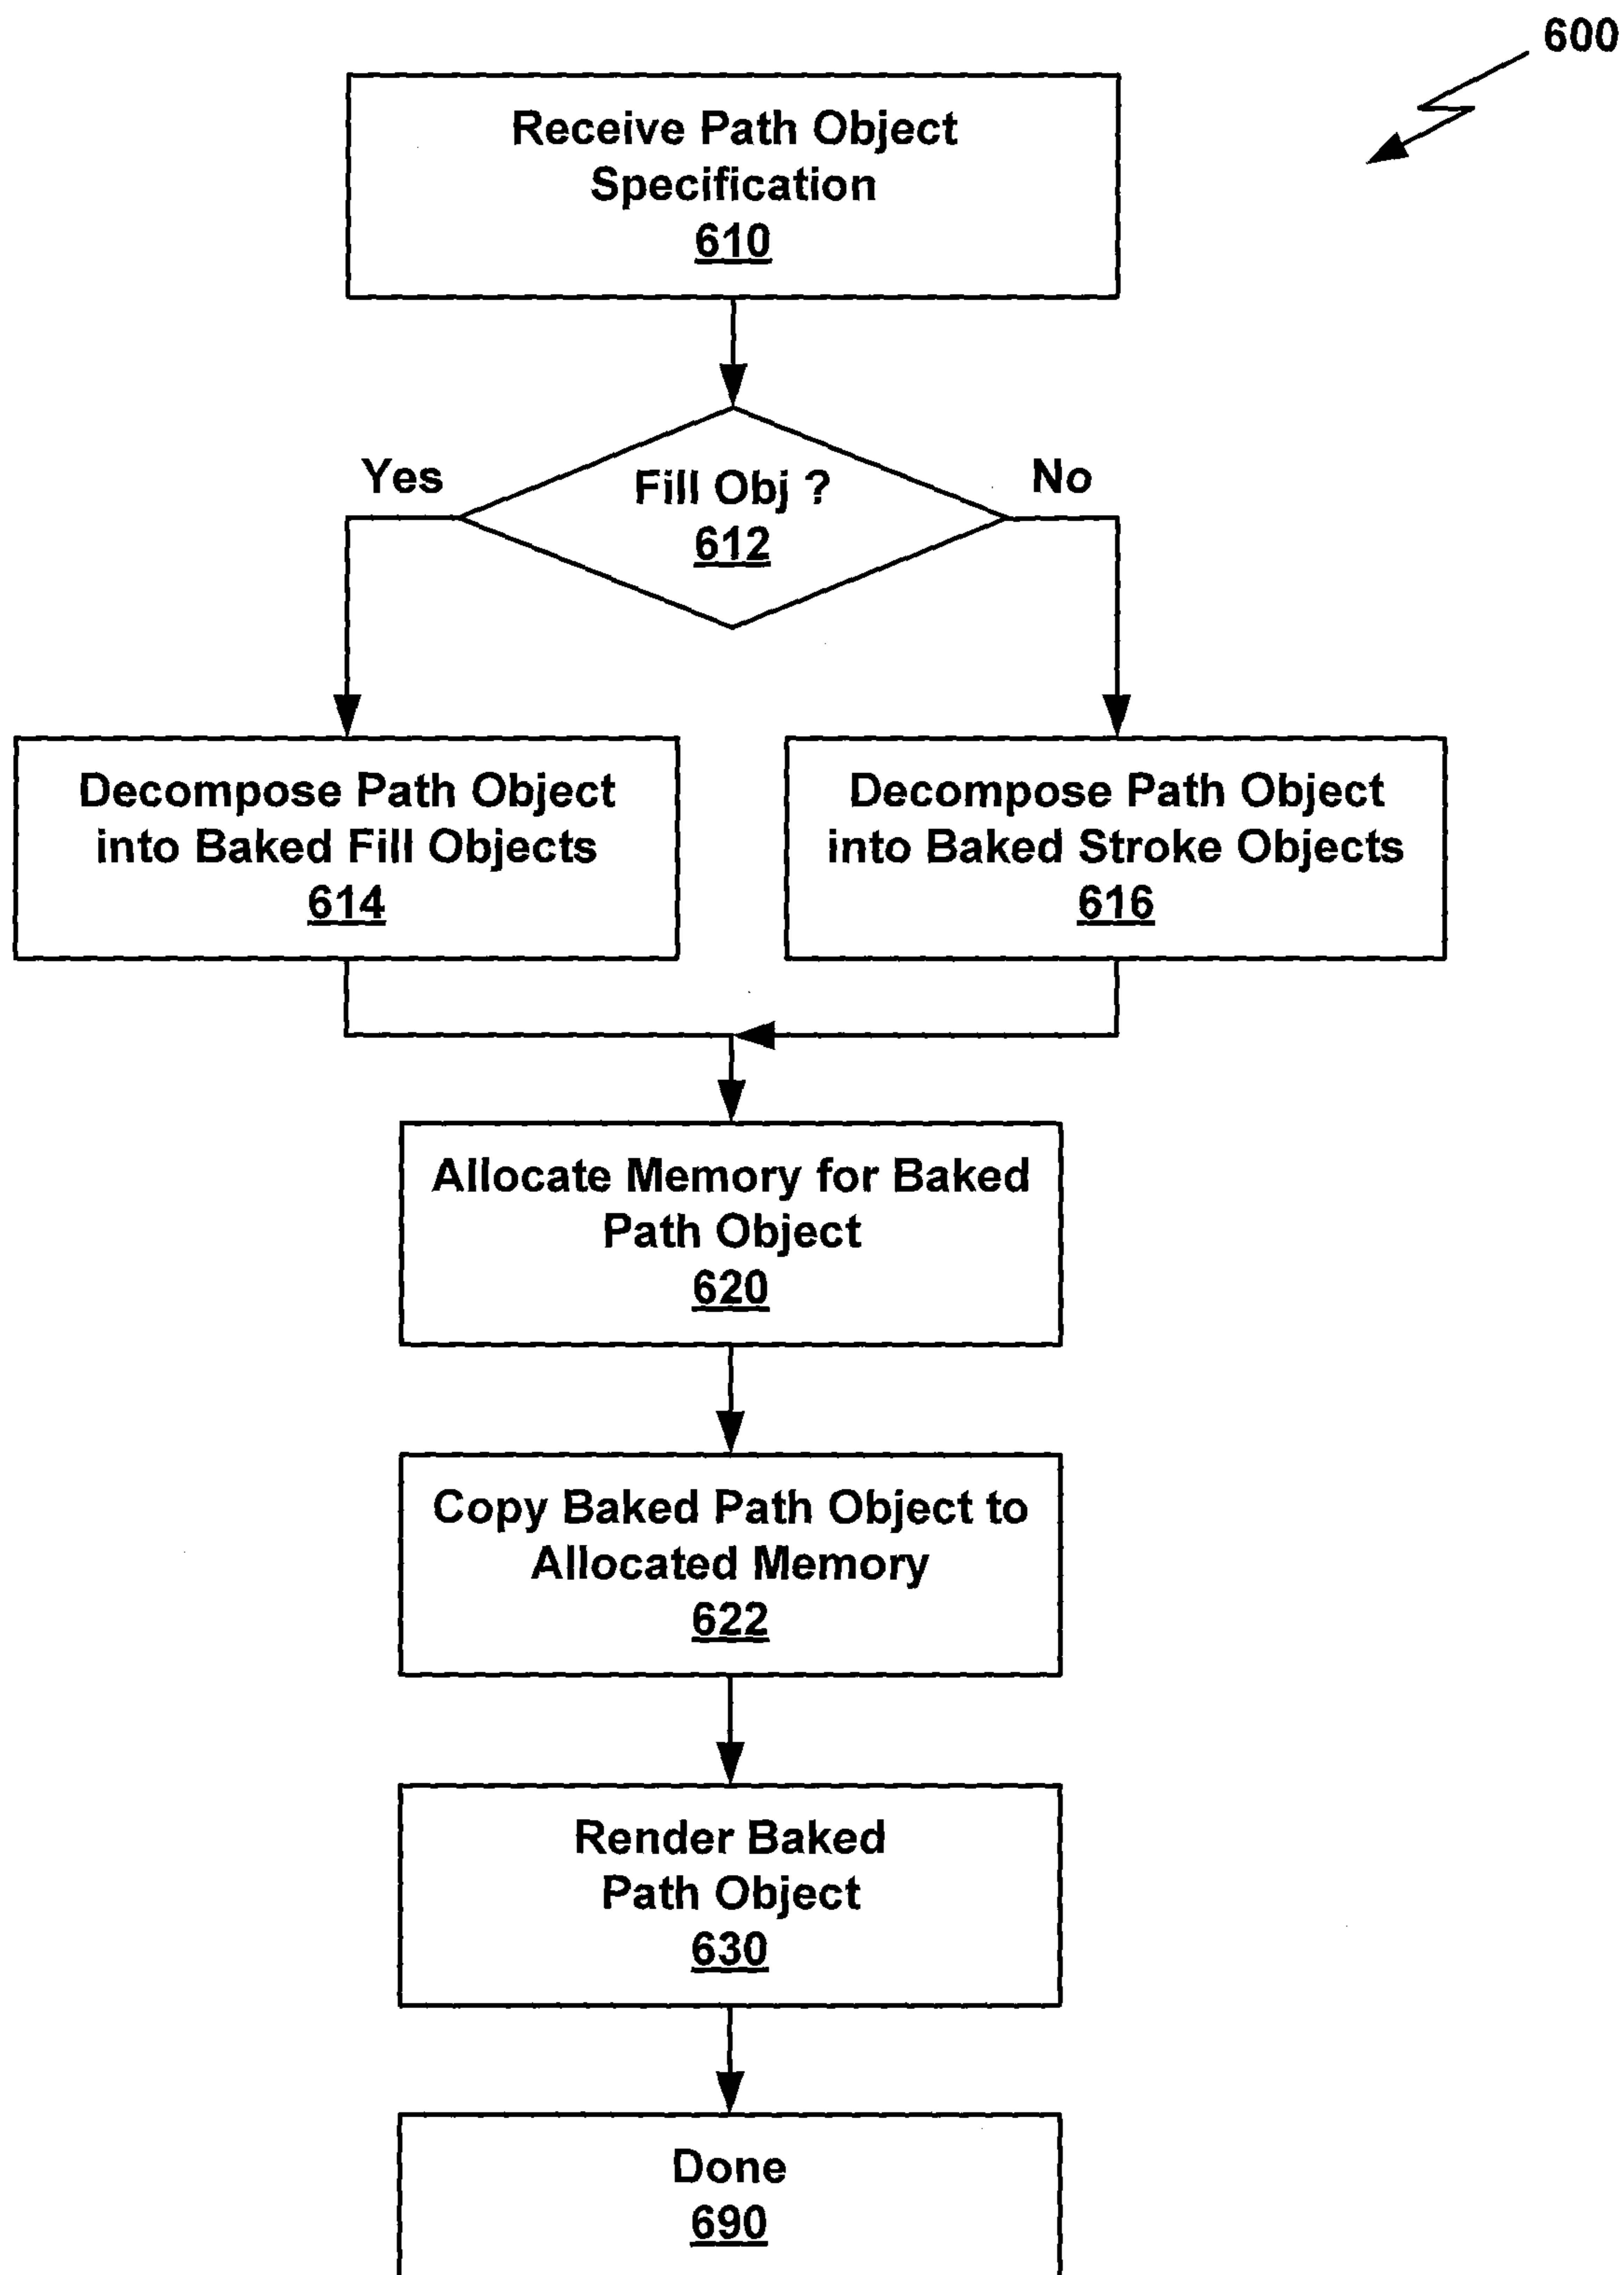 600
Receive Path Object
Specification
610
Fill Obj ?
612
Yes
No
Decompose Path Object
into Baked Fill Objects
614
Decompose Path Object
into Baked Stroke Objects
616
Allocate Memory for Baked
Path Object
620
Copy Baked Path Object to
Allocated Memory
622
Render Baked
Path Object
630
Done
690